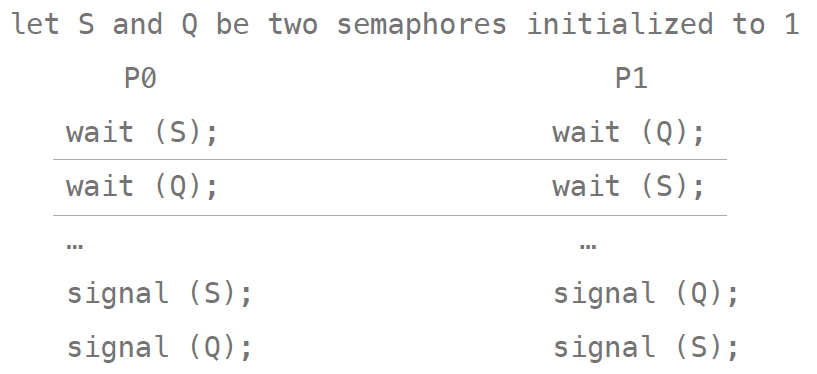 let S and Q be two semaphores initialized to 1
P0 P1
wait (S); wait (Q);
wait (Q); wait (S);
… …
signal (S); signal (Q);
signal (Q); signal (S);